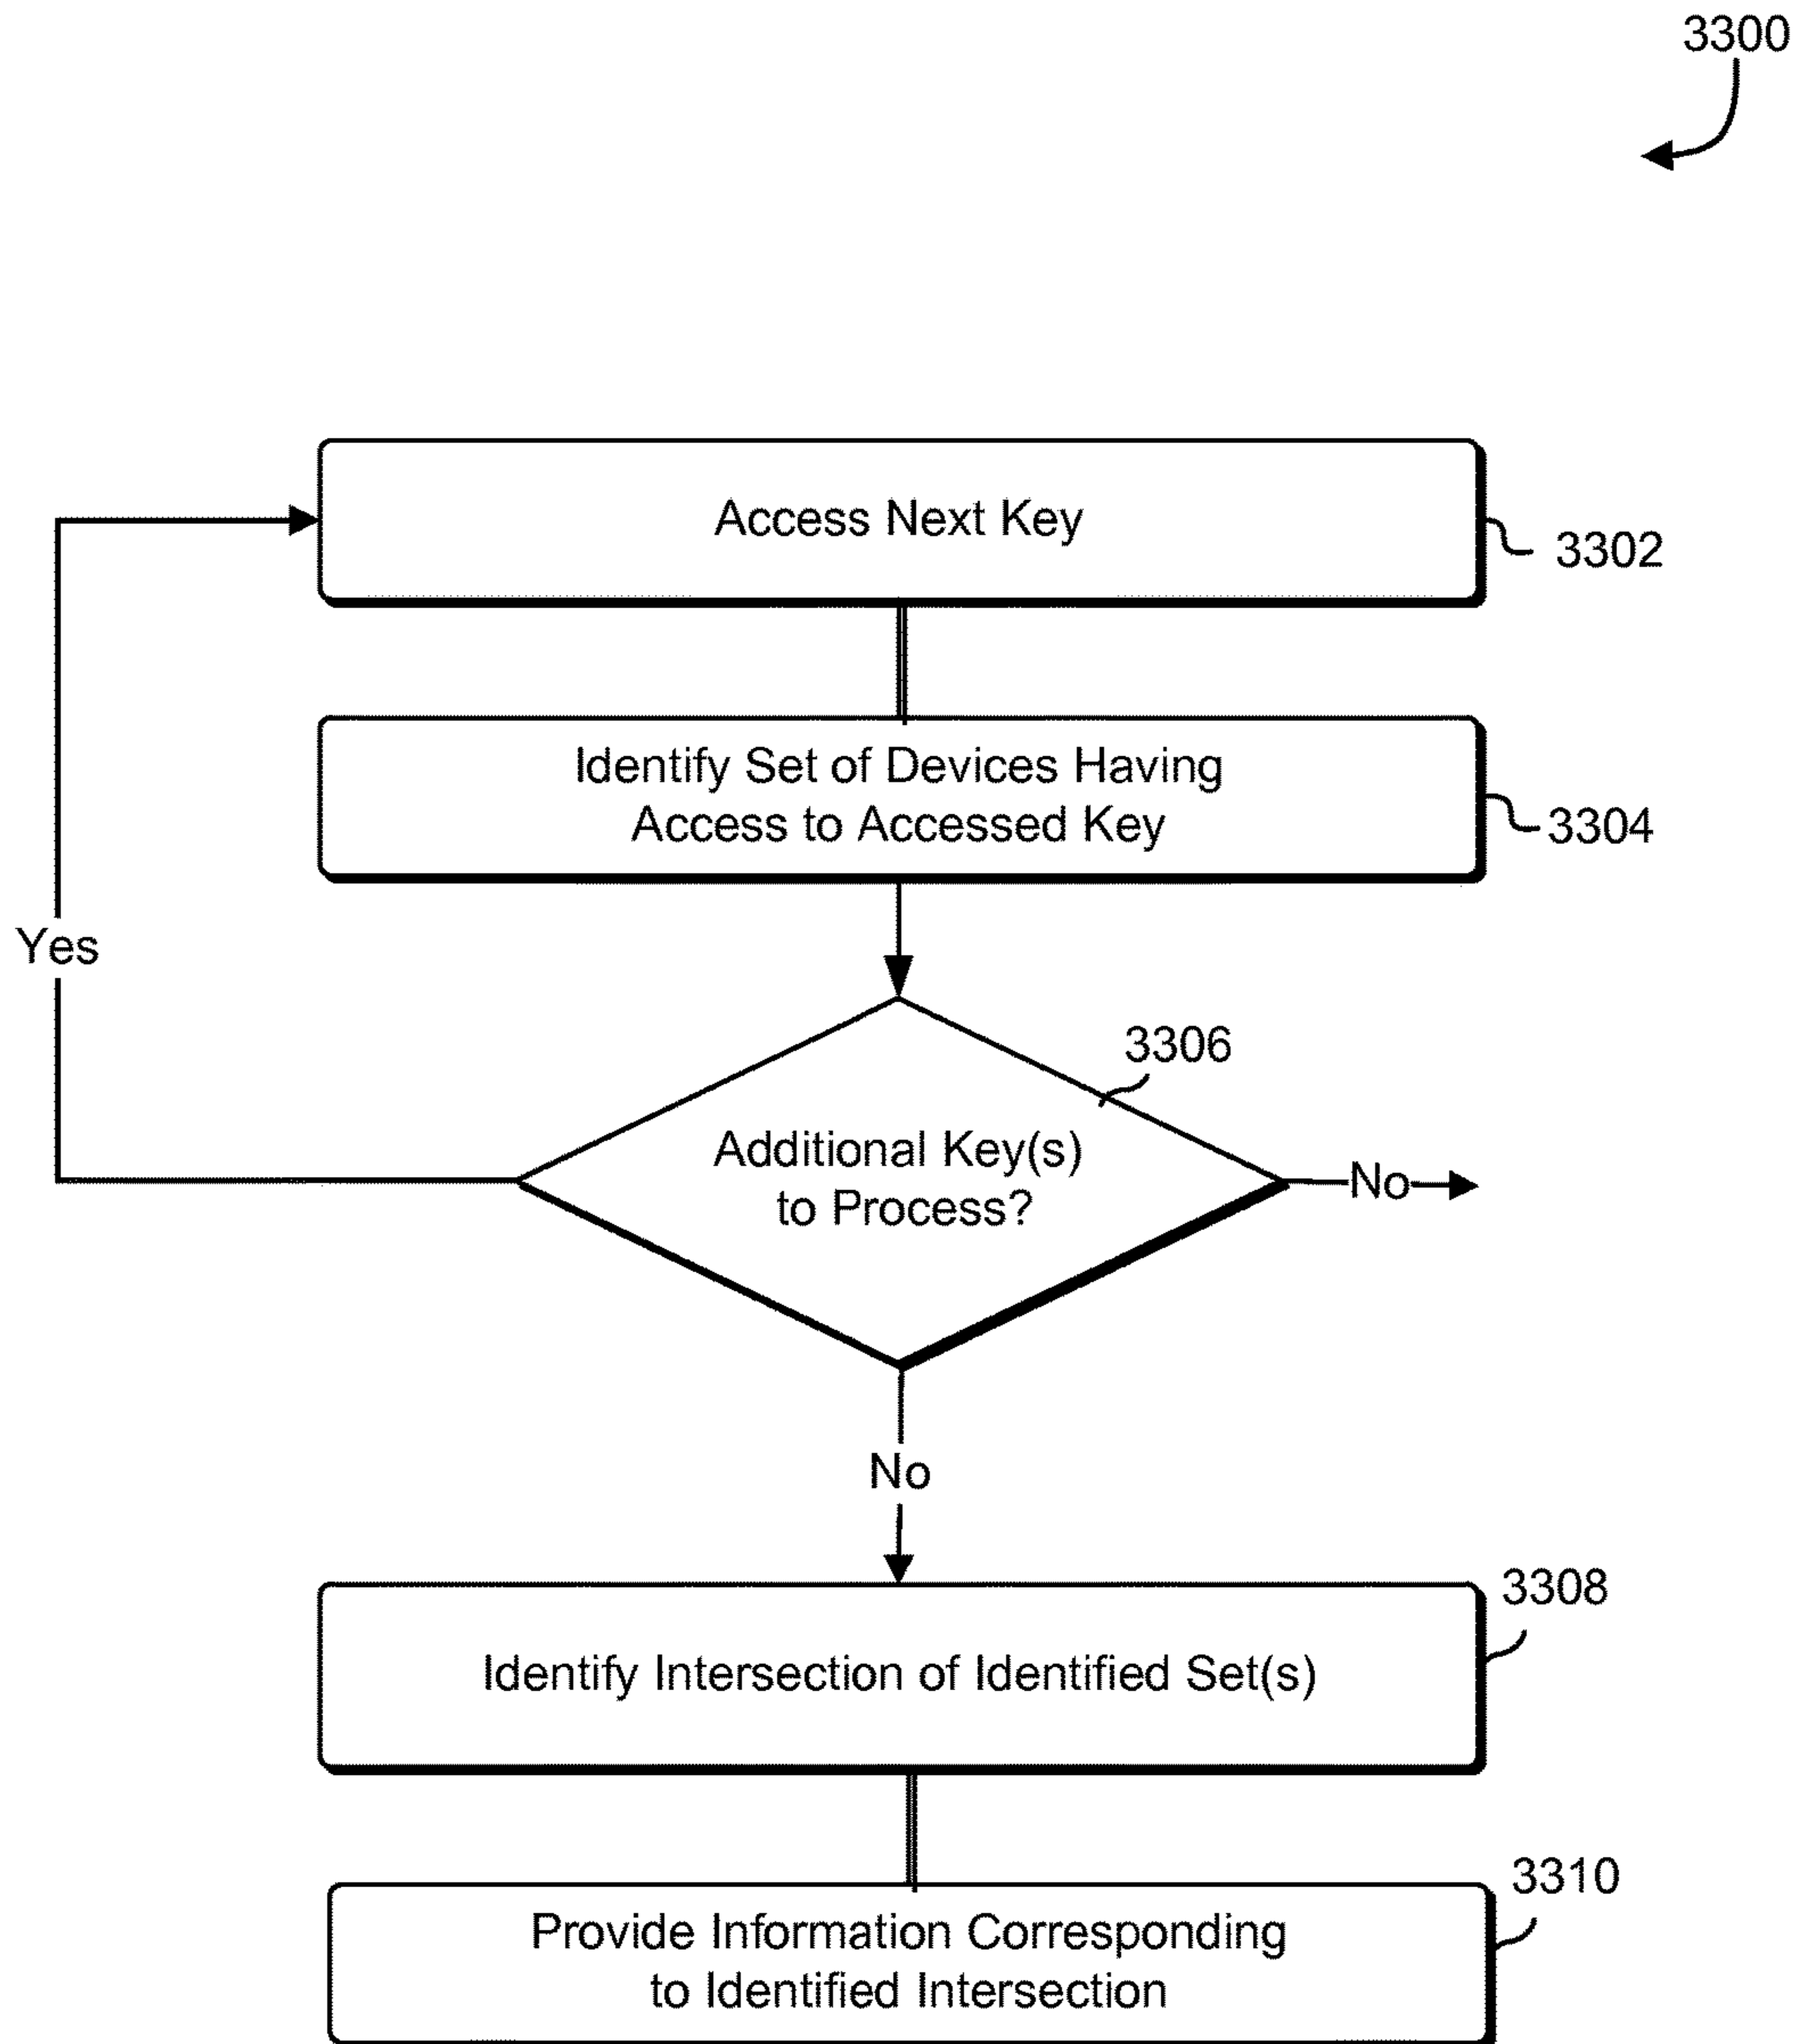 3300
Access Next Key
3302
Identify Set of Devices Having
Access to Accessed Key
3304
Yes
3306
Additional Key(s)
to Process?
No
No
3308
Identify Intersection of Identified Set(s)
3310
Provide Information Corresponding
to Identified Intersection